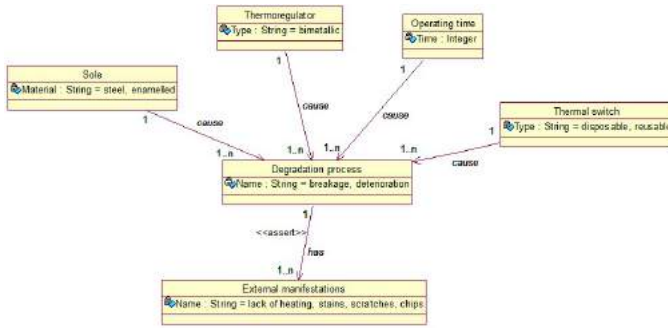 Thermoregulator
Type : String = bimetallic
Operating time
Time : Integer
Sole
Material : String = steel, enamelled
Thermal switch
Type : String = disposable, reusable
1
1
1
1
cause
cause
cause
cause
1..n
1..n
1..n
1..n
Degradation process
Name : String = breakage, deterioration
1
<<assert>>
has
1..n
External manifestations
Name : String = lack of heating, stains, scratches, chips